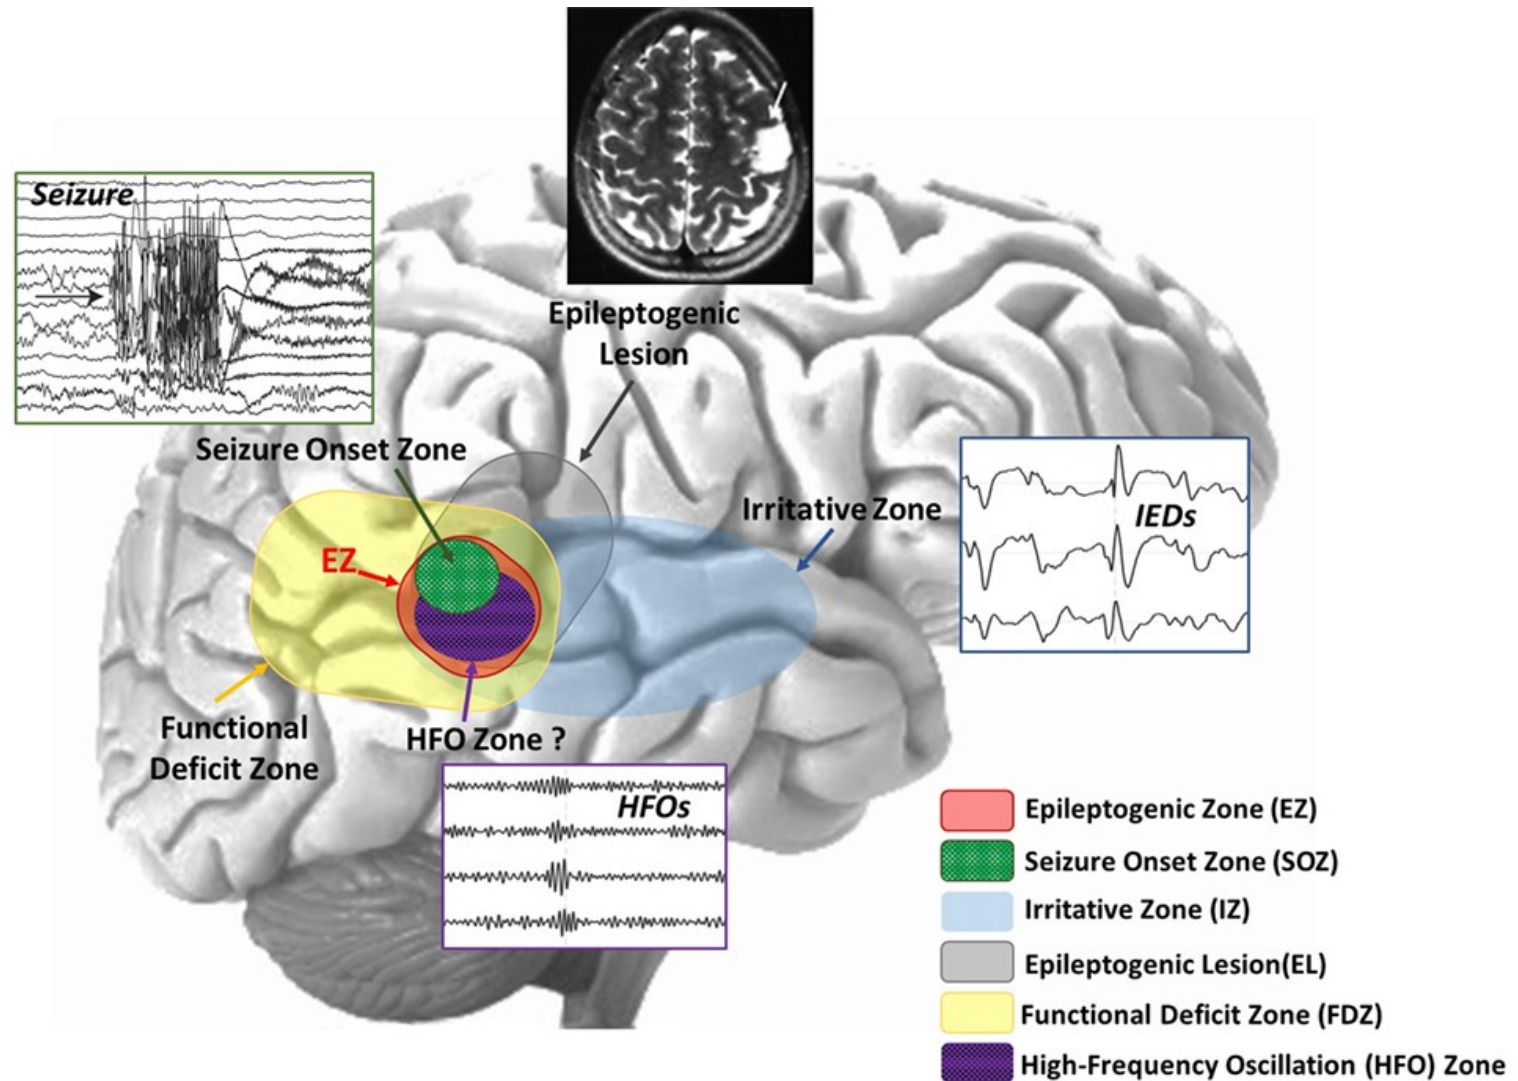 Seizure
Epileptogenic
Lesion
Seizure Onset Zone
Irritative Zone
IEDs
EZ
Functional
Deficit Zone
HFO Zone ?
HFOs
Epileptogenic Zone (EZ)
Seizure Onset Zone (SOZ)
Irritative Zone (IZ)
Epileptogenic Lesion(EL)
Functional Deficit Zone (FDZ)
High-Frequency Oscillation (HFO) Zone